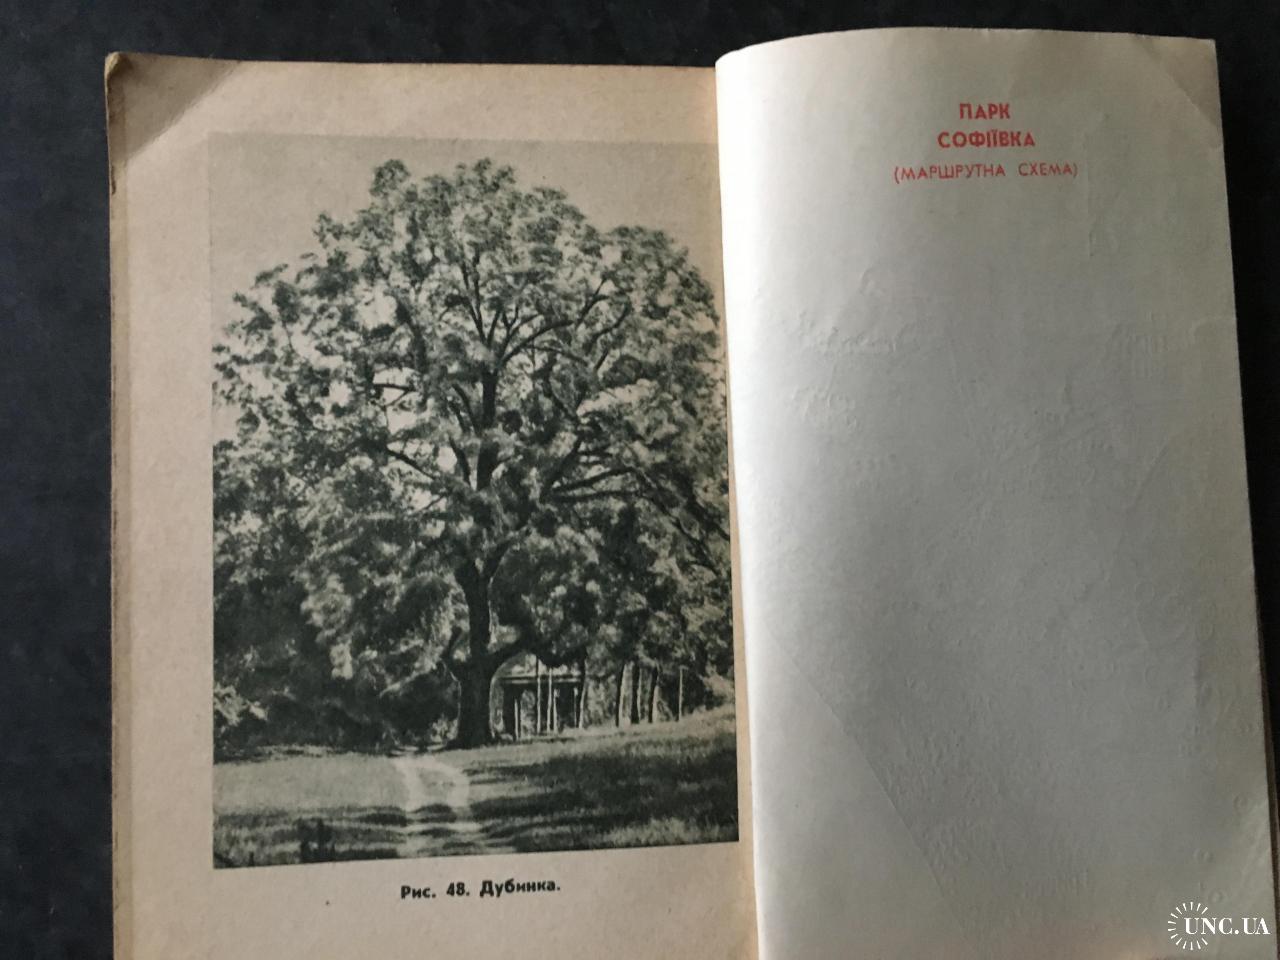 Рис. 48. Дубинка.
ПАРК
СОФІЇВКА
(МАРШРУТНА СХЕМА)
UNC.UA